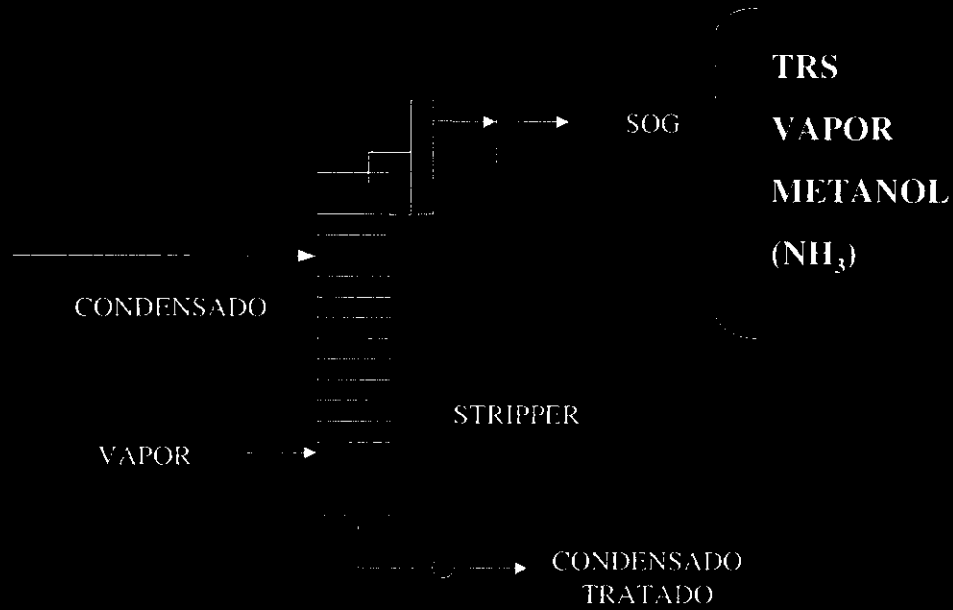 TRS
SOG
VAPOR
METANOL
(NH₃)
CONDENSADO
STRIPPER
VAPOR
CONDENSADO
TRATADO